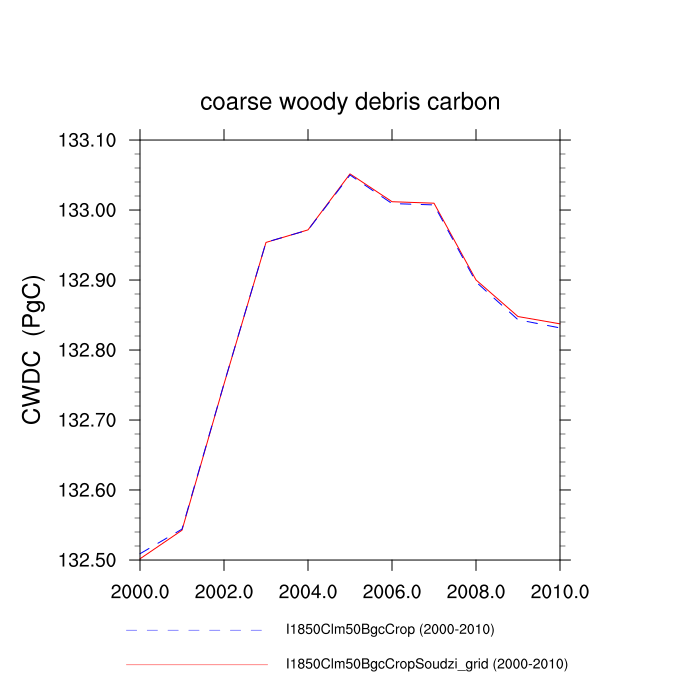 coarse woody debris carbon
133.10
133.00
132.90
132.80
132.70
132.60
132.50
CWDC (PgC)
2000.0 2002.0 2004.0 2006.0 2008.0 2010.0
I1850Clm50BgcCrop (2000-2010)
I1850Clm50BgcCropSoudzi_grid (2000-2010)